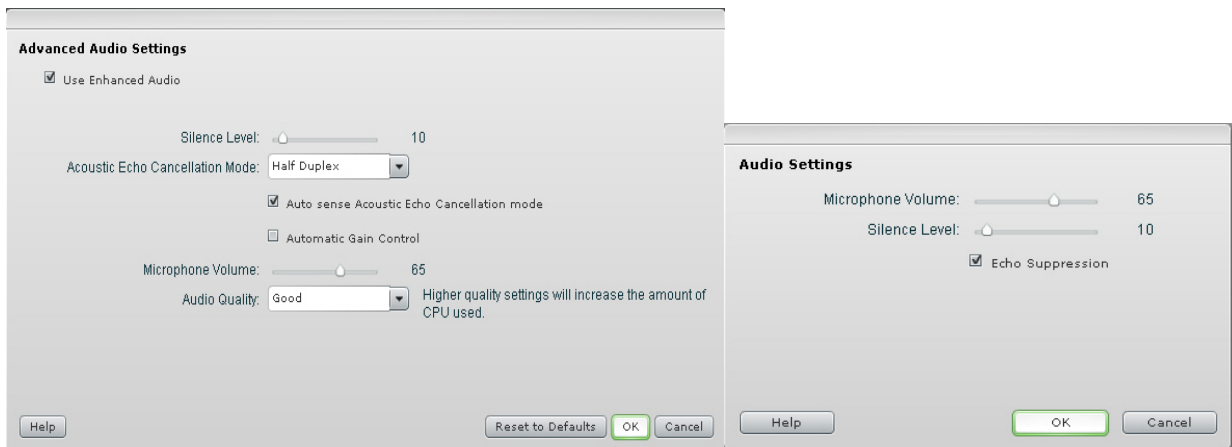 Advanced Audio Settings
Use Enhanced Audio
Silence Level: 10
Acoustic Echo Cancellation Mode: Half Duplex
Auto sense Acoustic Echo Cancellation mode
Automatic Gain Control
Microphone Volume: 65
Audio Quality: Good Higher quality settings will increase the amount of
CPU used.
Help Reset to Defaults OK Cancel
Audio Settings
Microphone Volume: 65
Silence Level: 10
Echo Suppression
Help OK Cancel